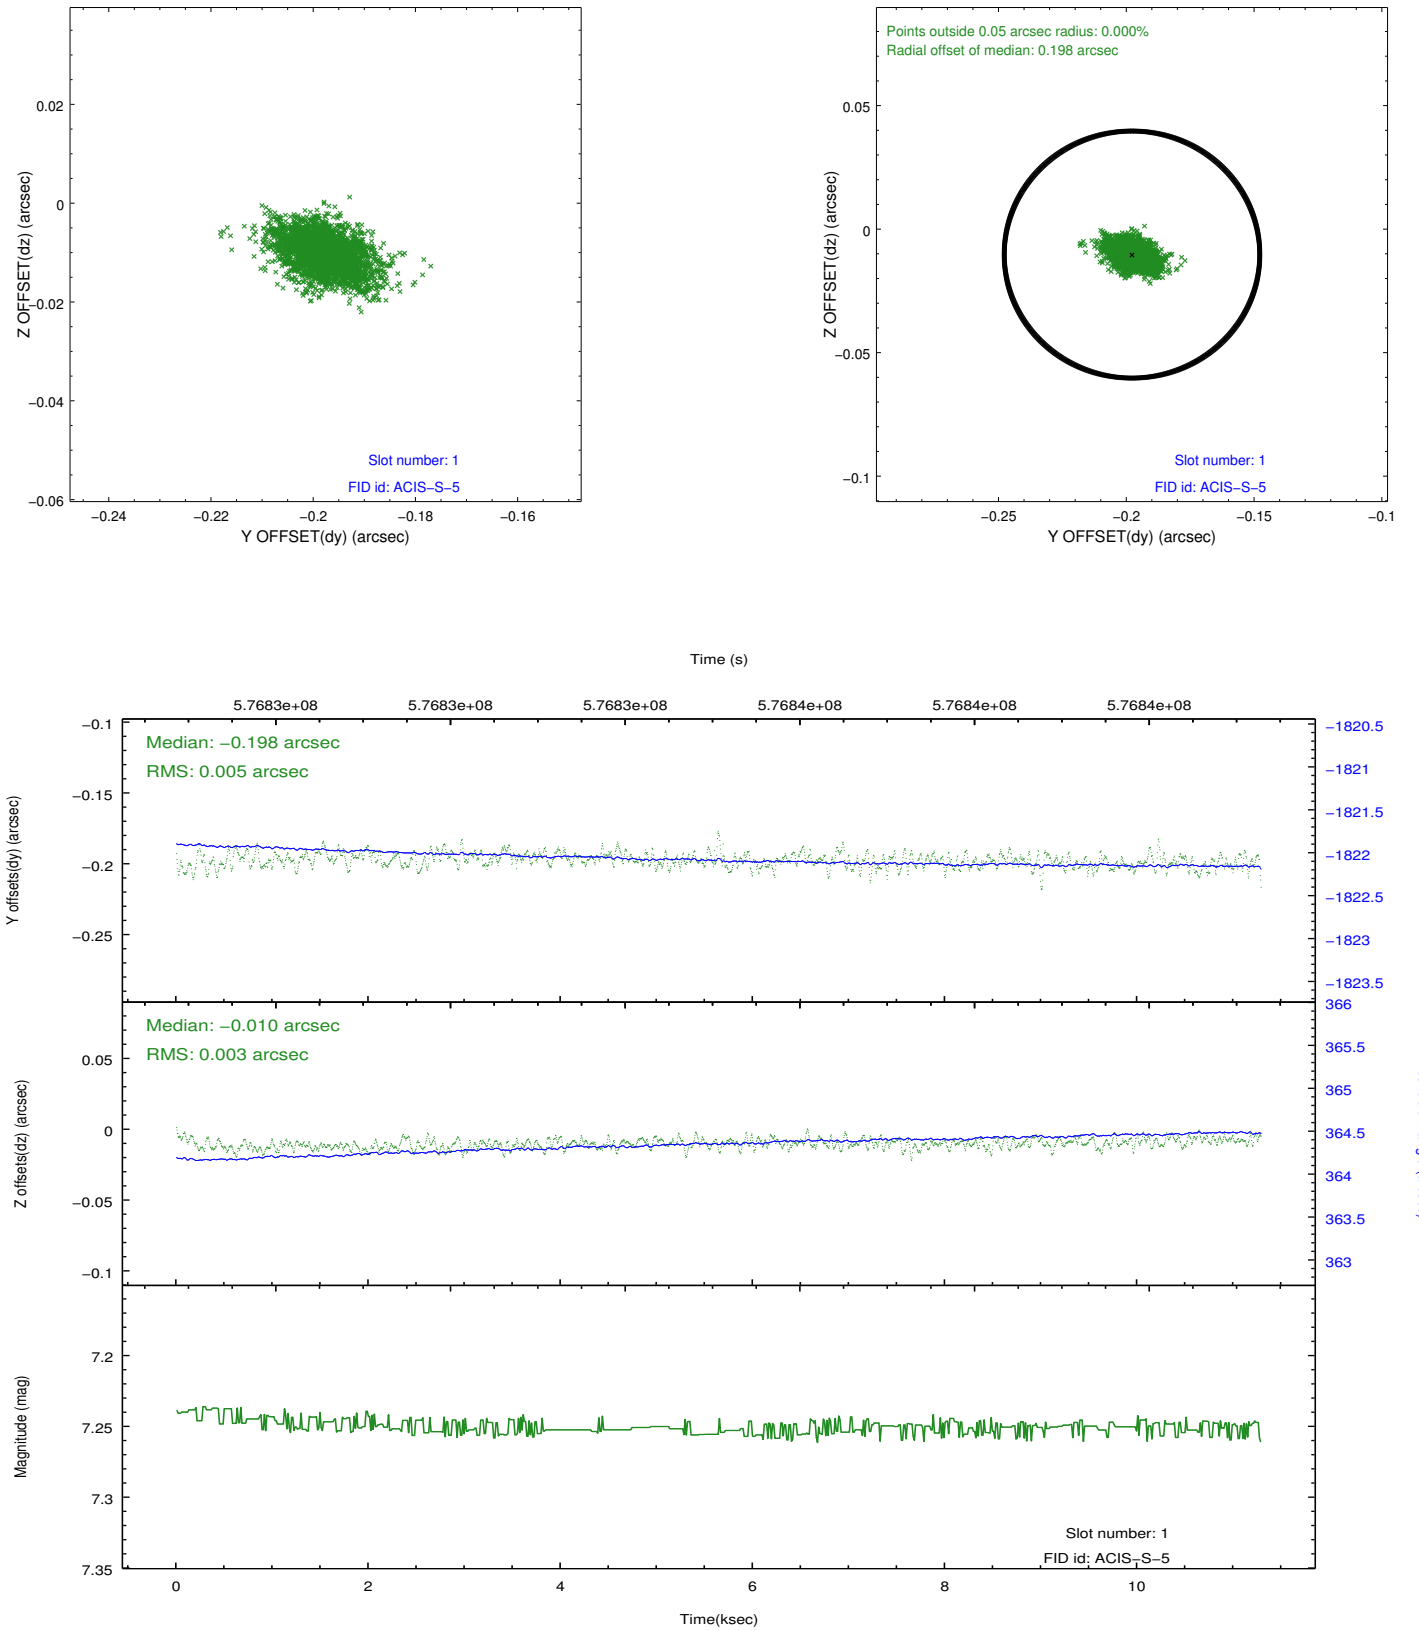 0.02
0
−0.02
−0.04
−0.06
Z OFFSET(dz) (arcsec)
−0.24
−0.22
−0.2
−0.18
−0.16
Y OFFSET(dy) (arcsec)
Slot number: 1
FID id: ACIS−S−5
Points outside 0.05 arcsec radius: 0.000%
Radial offset of median: 0.198 arcsec
0.05
0
−0.05
−0.1
Z OFFSET(dz) (arcsec)
Slot number: 1
FID id: ACIS−S−5
−0.25
−0.2
−0.15
−0.1
Y OFFSET(dy) (arcsec)
Time (s)
5.7683e+08
5.7683e+08
5.7683e+08
5.7684e+08
5.7684e+08
5.7684e+08
Median: −0.198 arcsec
RMS: 0.005 arcsec
−0.1
−0.15
−0.2
−0.25
Y offsets(dy) (arcsec)
−1820.5
−1821
−1821.5
−1822
−1822.5
−1823
−1823.5
Median: −0.010 arcsec
RMS: 0.003 arcsec
0.05
0
−0.05
−0.1
Z offsets(dz) (arcsec)
366
365.5
365
364.5
364
363.5
363
7.2
7.25
7.3
7.35
Magnitude (mag)
Slot number: 1
FID id: ACIS−S−5
0
2
4
6
8
10
Time(ksec)